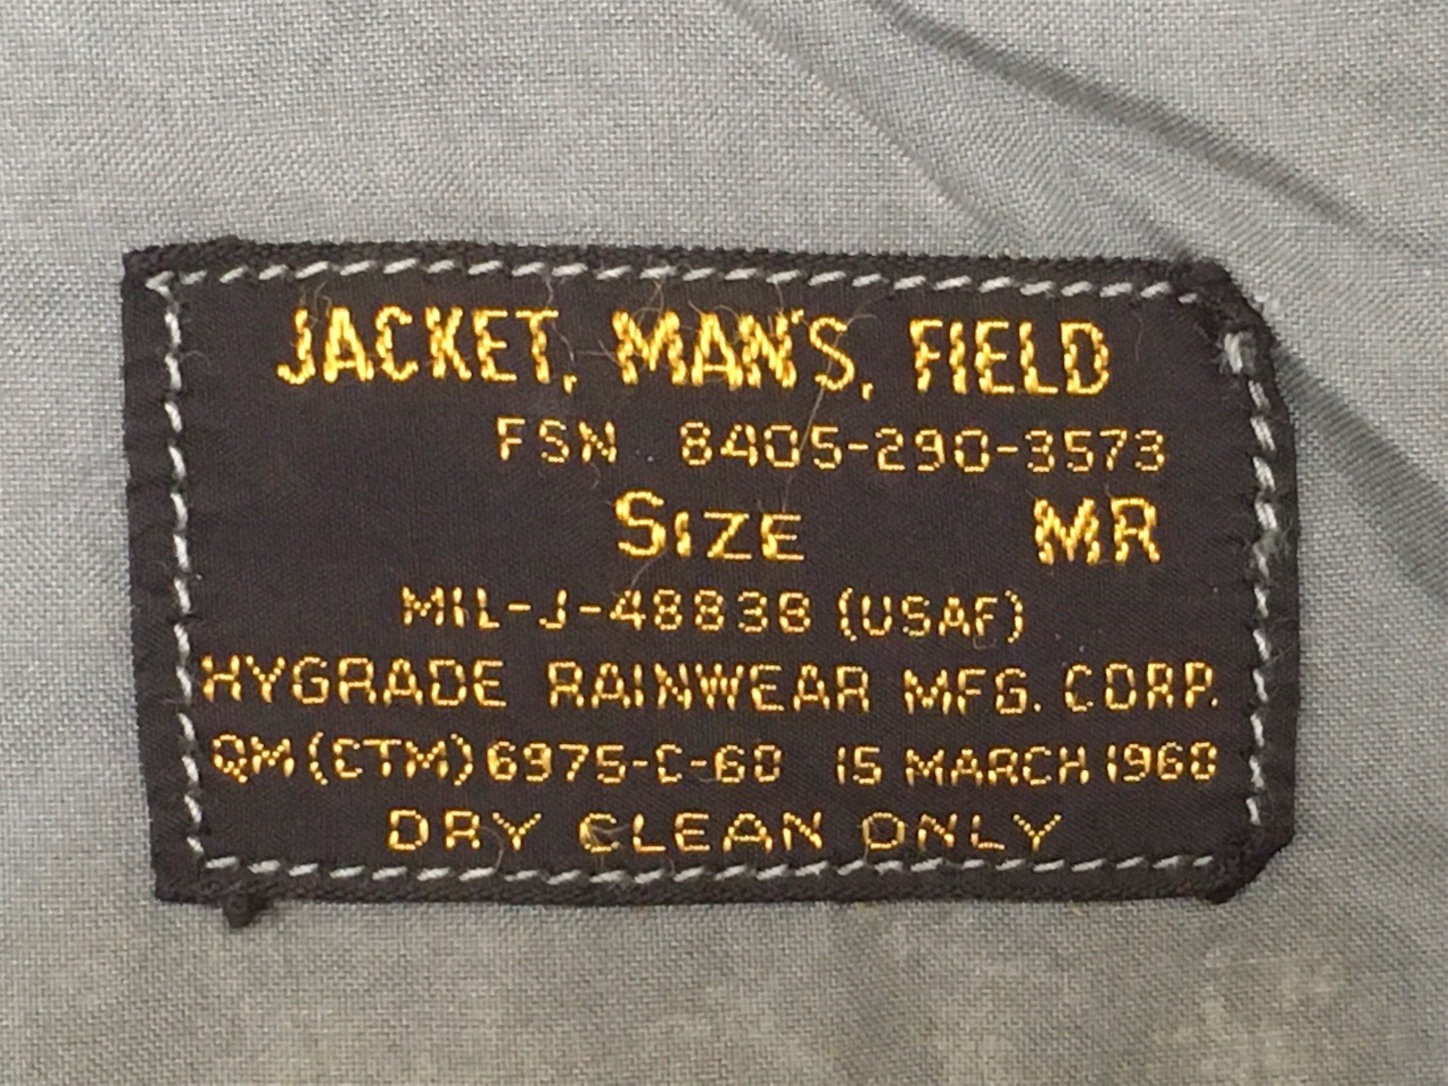 JACKET, MAN'S, FIELD
FSN 8405-290-3573
SIZE MR
MIL-J-4883B (USAF)
HYGRADE RAINWEAR MFG. CORP.
QM(CTM)6975-C-60 15 MARCH 1960
DRY CLEAN ONLY